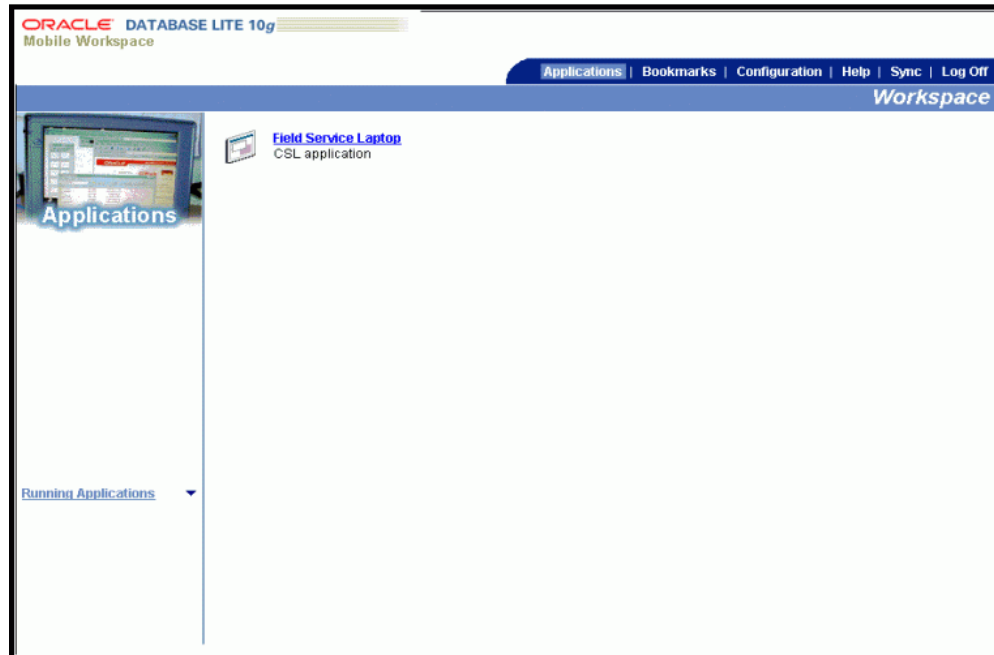 ORACLE DATABASE LITE 10g
Mobile Workspace
Applications | Bookmarks | Configuration | Help | Sync | Log Off
Workspace
Applications
Field Service Laptop
CSL application
Running Applications